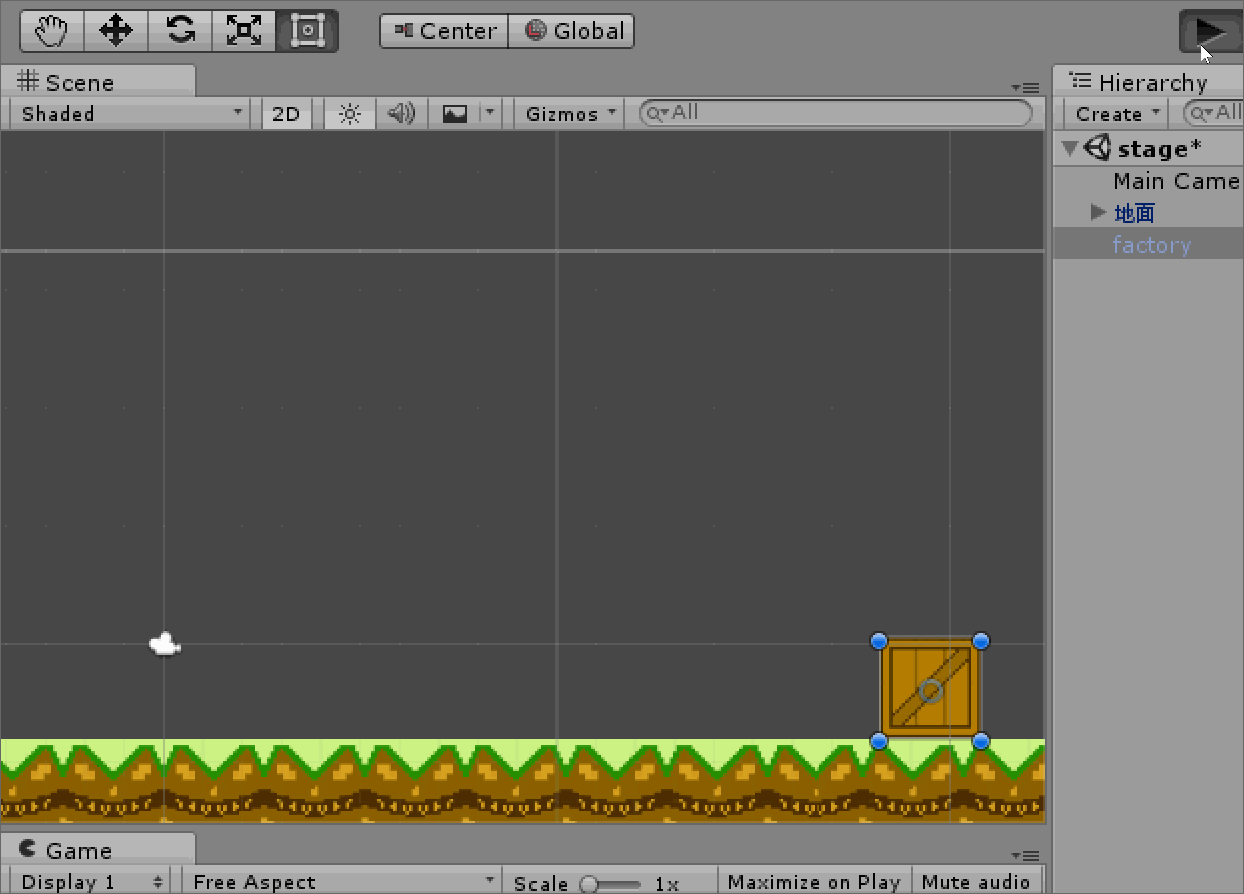 Center Global
Scene
Shaded 2D Gizmos All
Hierarchy
Create All
stage*
Main Came
地面
factory
Game
Display 1 Free Aspect Scale 1x Maximize on Play Mute audio